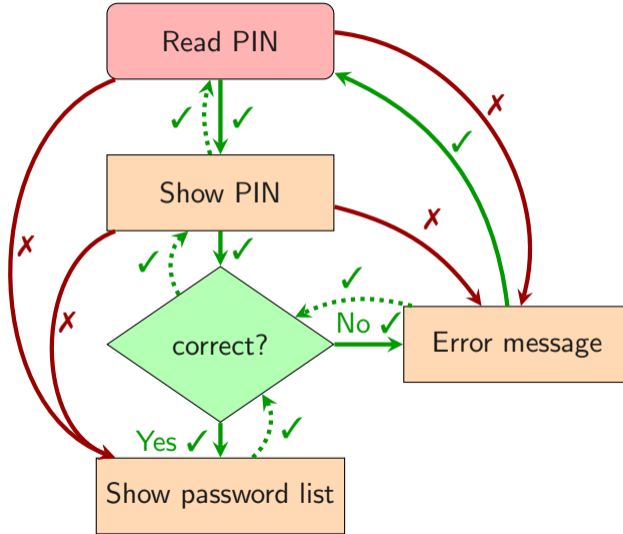 Read PIN
✗
✓ ✓
✓
Show PIN
✗
✗
✓ ✓
✓
✗
No ✓
correct?
Error message
Yes ✓
✓
Show password list